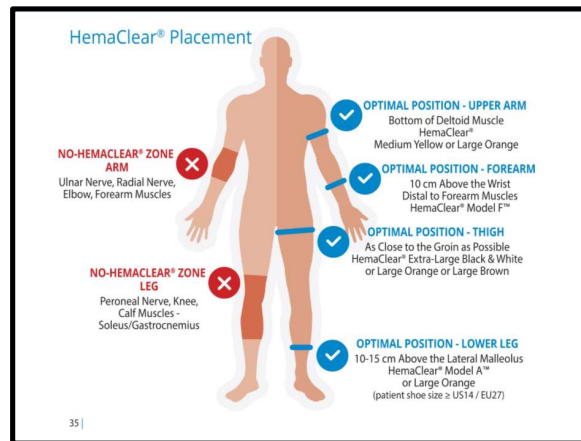 HemaClear® Placement
OPTIMAL POSITION - UPPER ARM
Bottom of Deltoid Muscle
HemaClear®
Medium Yellow or Large Orange
NO-HEMACLEAR® ZONE
ARM
Ulnar Nerve, Radial Nerve,
Elbow, Forearm Muscles
OPTIMAL POSITION - FOREARM
10 cm Above the Wrist
Distal to Forearm Muscles
HemaClear® Model F™
OPTIMAL POSITION - THIGH
As Close to the Groin as Possible
HemaClear® Extra-Large Black & White
or Large Orange or Large Brown
NO-HEMACLEAR® ZONE
LEG
Peroneal Nerve, Knee,
Calf Muscles -
Soleus/Gastrocnemius
OPTIMAL POSITION - LOWER LEG
10-15 cm Above the Lateral Malleolus
HemaClear® Model A™
or Large Orange
(patient shoe size ≥ US14 / EU27)
35 |